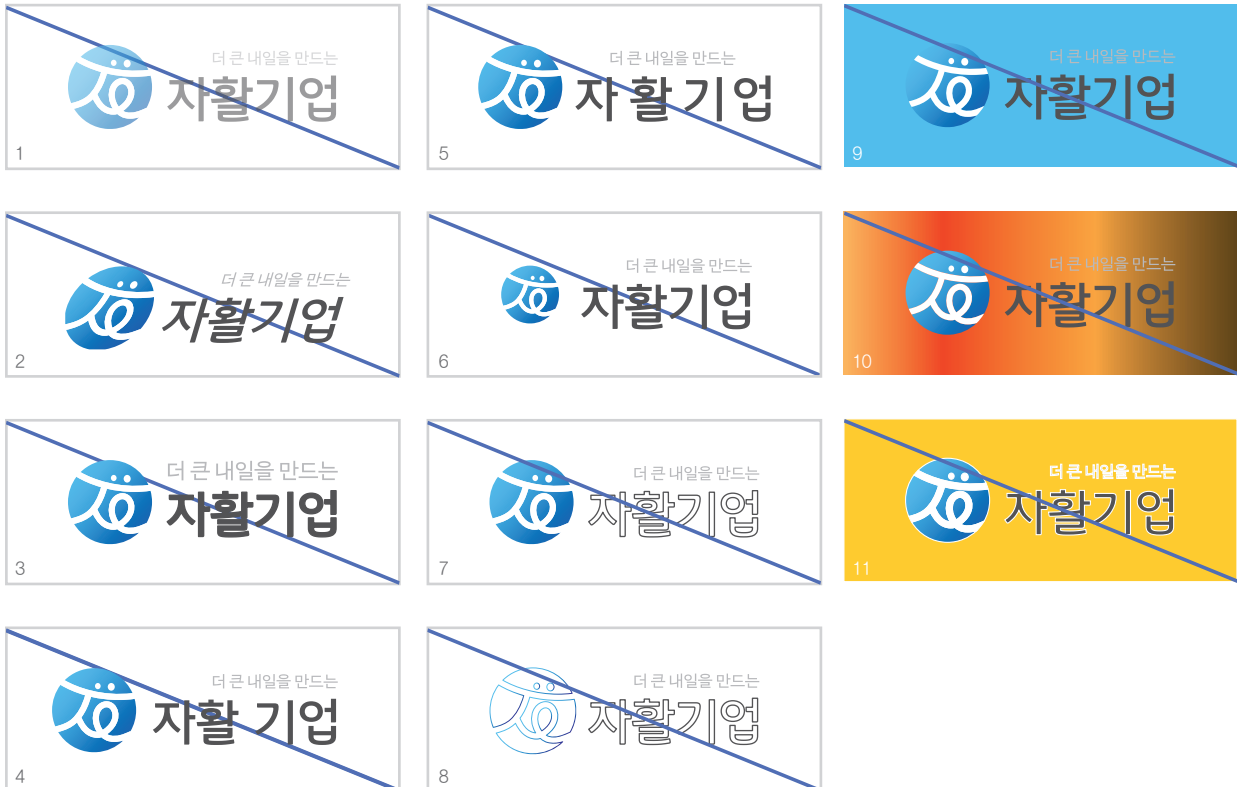 더 큰 내일을 만드는
자활기업
1
더 큰 내일을 만드는
자활기업
2
더 큰 내일을 만드는
자활기업
3
더 큰 내일을 만드는
자활 기업
4
더 큰 내일을 만드는
자 활 기 업
5
더 큰 내일을 만드는
자활기업
6
더 큰 내일을 만드는
자활기업
7
더 큰 내일을 만드는
자활기업
8
더 큰 내일을 만드는
자활기업
9
더 큰 내일을 만드는
자활기업
10
더 큰 내일을 만드는
자활기업
11